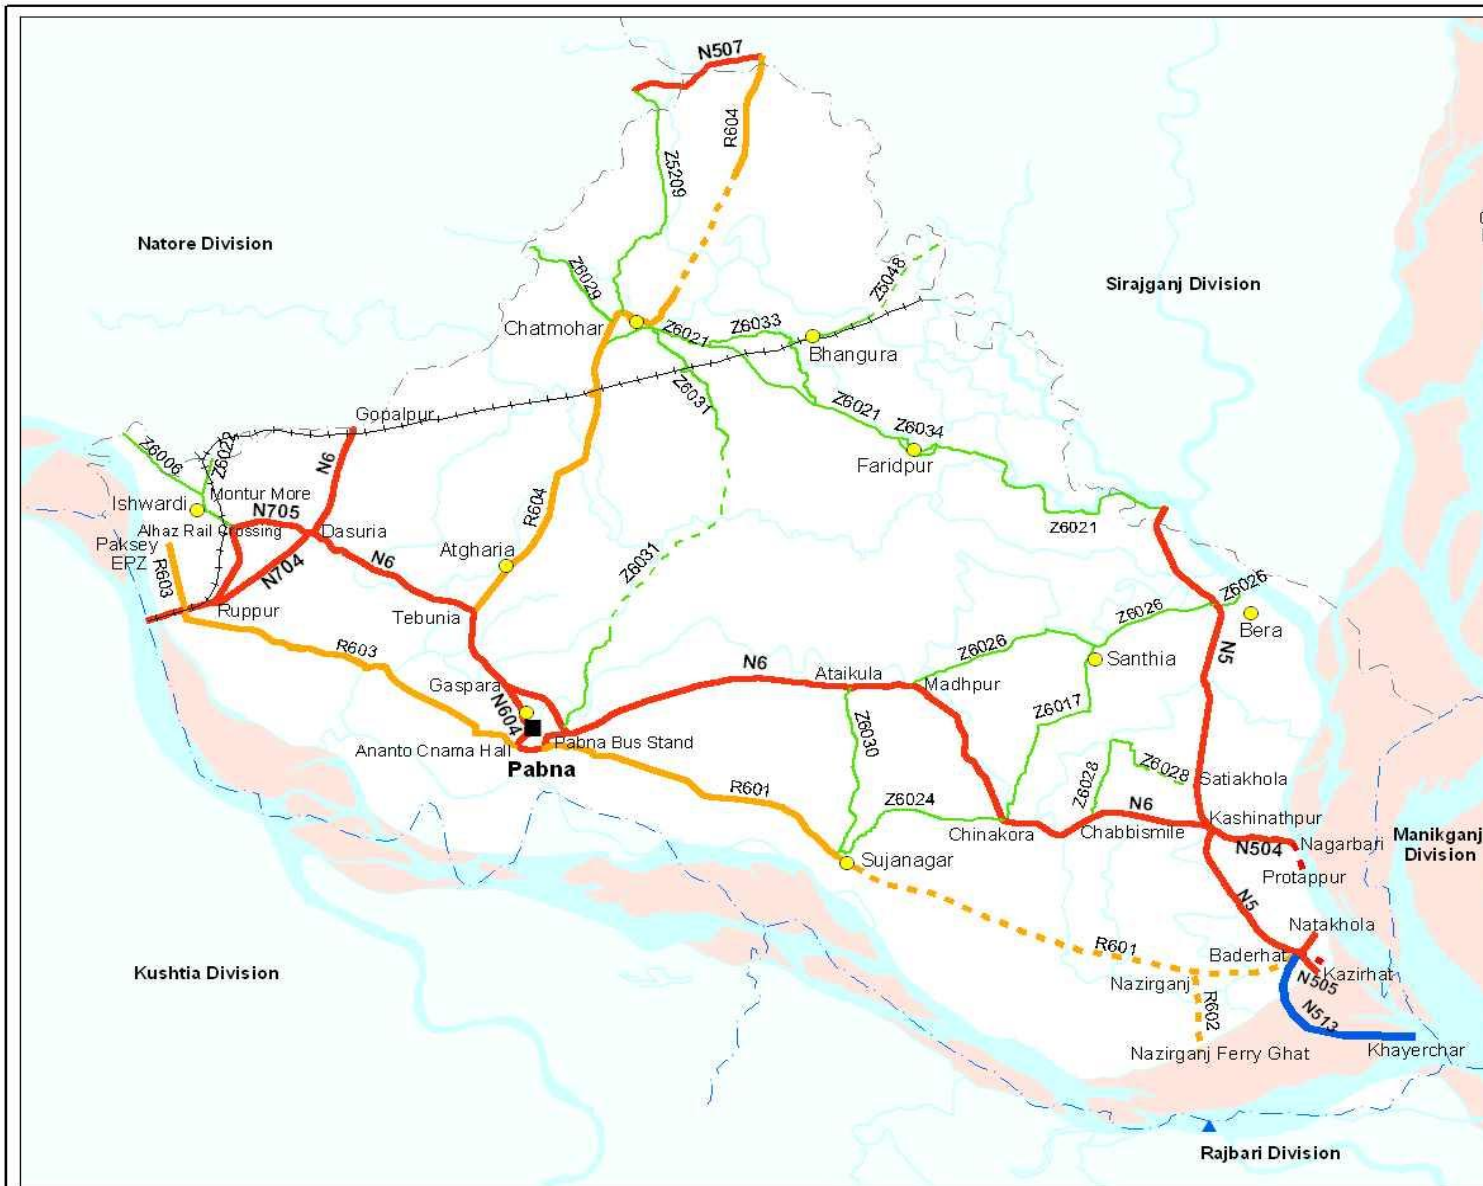 N507
R604
Z5209
Natore Division
Z6029
Z5048
Sirajganj Division
Chatmohar
Z6021
Z6033
Bhangura
Z6031
Gopalpur
Z6021
Z6034
Faridpur
Z6006
Z6022
N6
Ishwardi
Montur More
N705
R604
Alhaz Rail Crossing
Dasuria
Z6021
Paksey
EPZ
N704
N6
Atgharia
Z6031
R603
Ruppur
Tebunia
Z6026
Z6026
Bera
R603
Z6026
Santhia
N5
N6
Ataikula
Madhpur
Gaspara
N604
Z6017
Z6030
Ananto Cnama Hall
Pabna Bus Stand
Pabna
Z6028
Z6028
Satiakhola
R601
Z6024
N6
Chinakora
Chabbismile
Kashinathpur
N504
Nagarbari
Manikganj
Division
Sujanagar
Protappur
N5
Natakhola
R601
Baderhat
Kazirhat
Kushtia Division
Nazirganj
N505
R602
N513
Nazirganj Ferry Ghat
Khayerchar
Rajbari Division